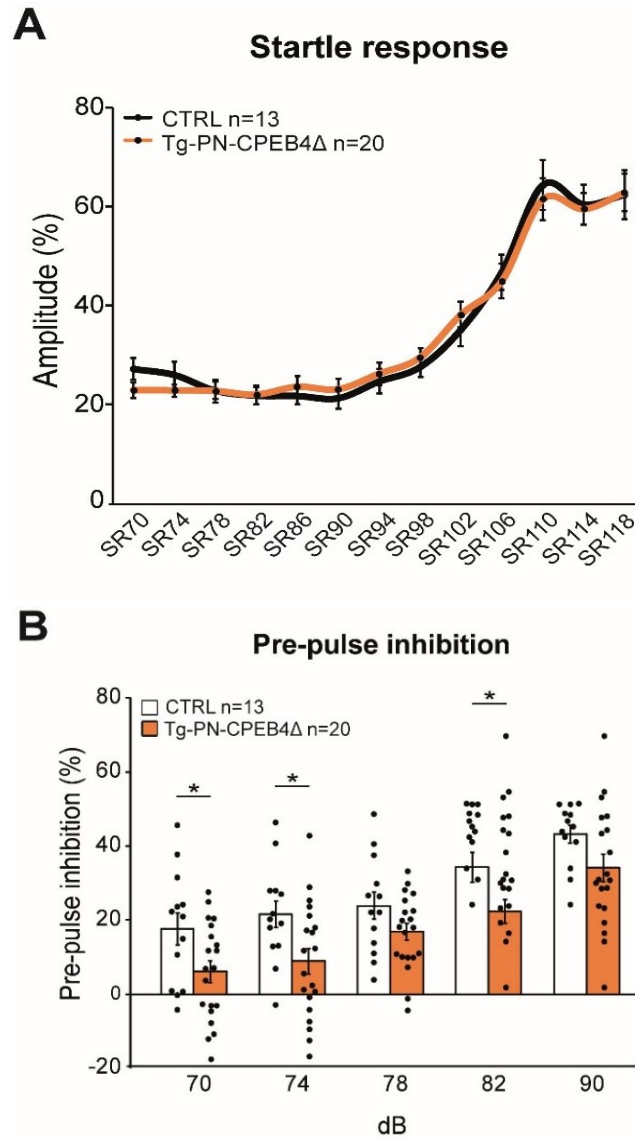 A
Startle response
80
60
40
20
0
Amplitude (%)
CTRL n=13
Tg-PN-CPEB4Δ n=20
SR70 SR74 SR78 SR82 SR86 SR90 SR94 SR98 SR102 SR106 SR110 SR114 SR118
B
Pre-pulse inhibition
80
60
40
20
0
-20
Pre-pulse inhibition (%)
CTRL n=13
Tg-PN-CPEB4Δ n=20
*
*
*
70 74 78 82 90
dB